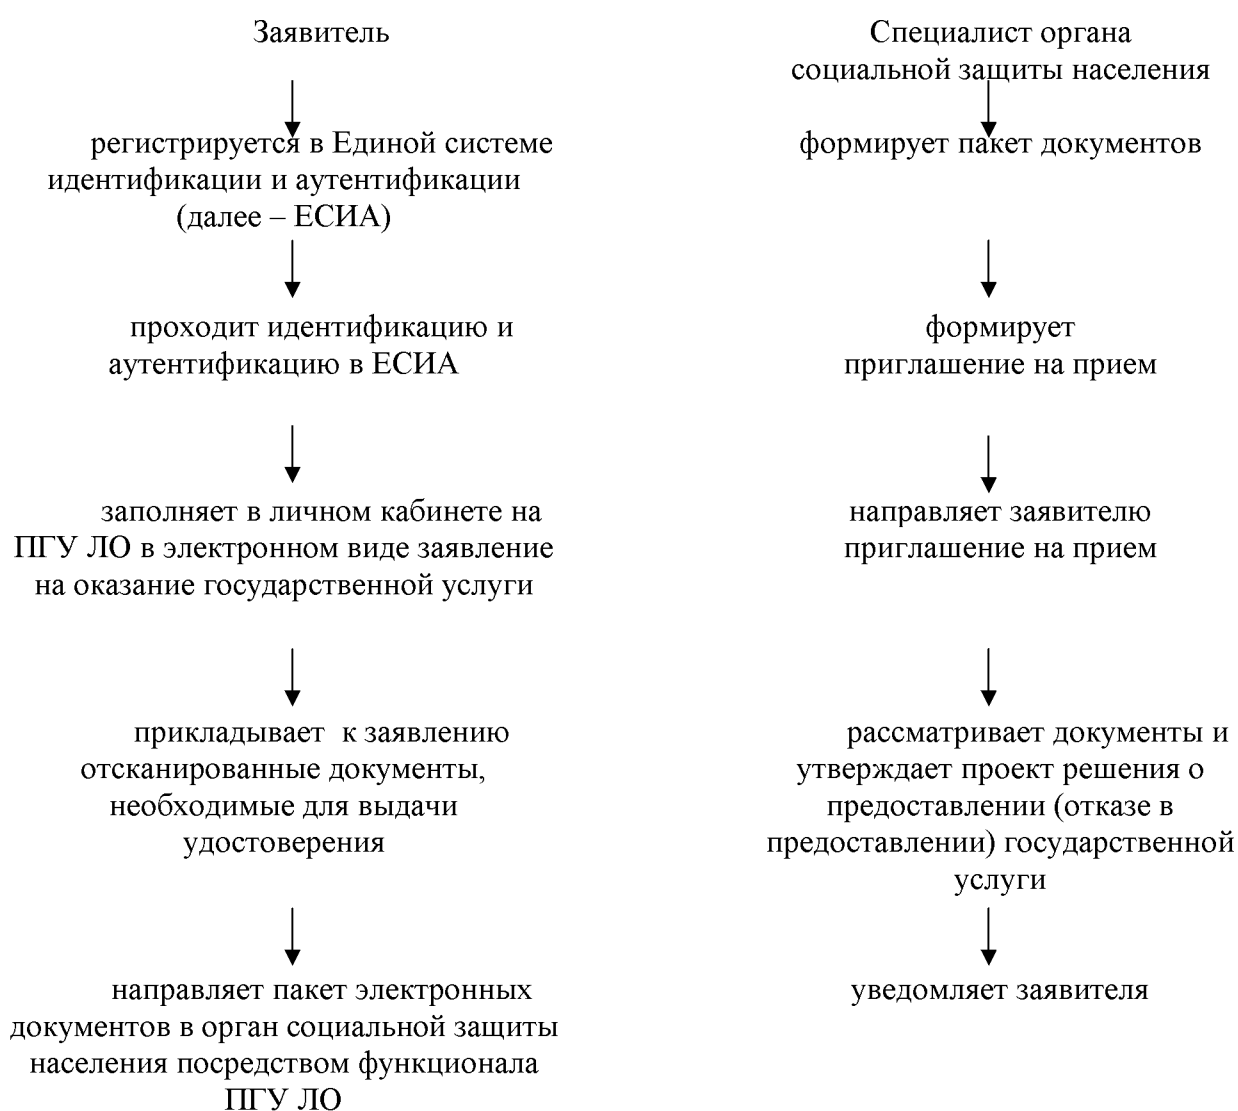 Заявитель
регистрируется в Единой системе
идентификации и аутентификации
(далее – ЕСИА)
проходит идентификацию и
аутентификацию в ЕСИА
заполняет в личном кабинете на
ПГУ ЛО в электронном виде заявление
на оказание государственной услуги
прикладывает к заявлению
отсканированные документы,
необходимые для выдачи
удостоверения
направляет пакет электронных
документов в орган социальной защиты
населения посредством функционала
ПГУ ЛО
Специалист органа
социальной защиты населения
формирует пакет документов
формирует
приглашение на прием
направляет заявителю
приглашение на прием
рассматривает документы и
утверждает проект решения о
предоставлении (отказе в
предоставлении) государственной
услуги
уведомляет заявителя